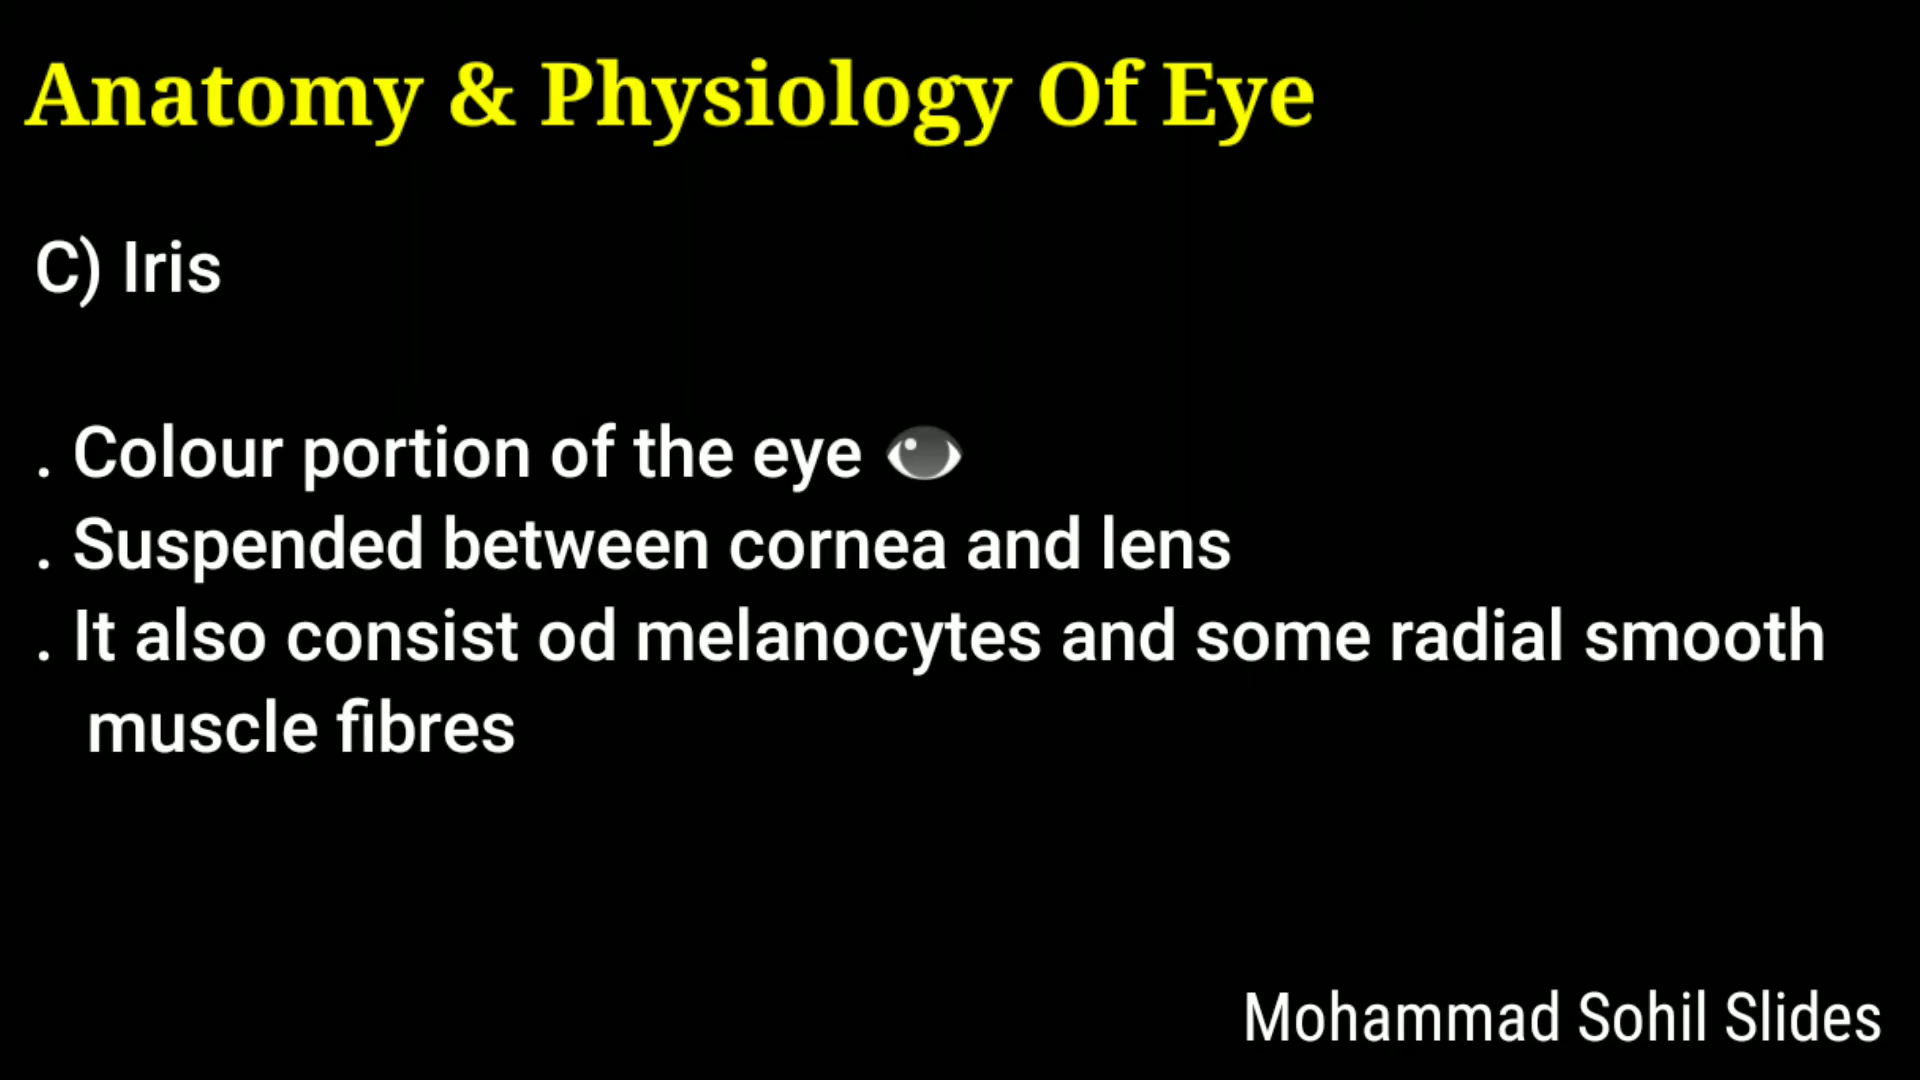 Anatomy & Physiology Of Eye
C) Iris
. Colour portion of the eye 👁
. Suspended between cornea and lens
. It also consist od melanocytes and some radial smooth
muscle fibres
Mohammad Sohil Slides